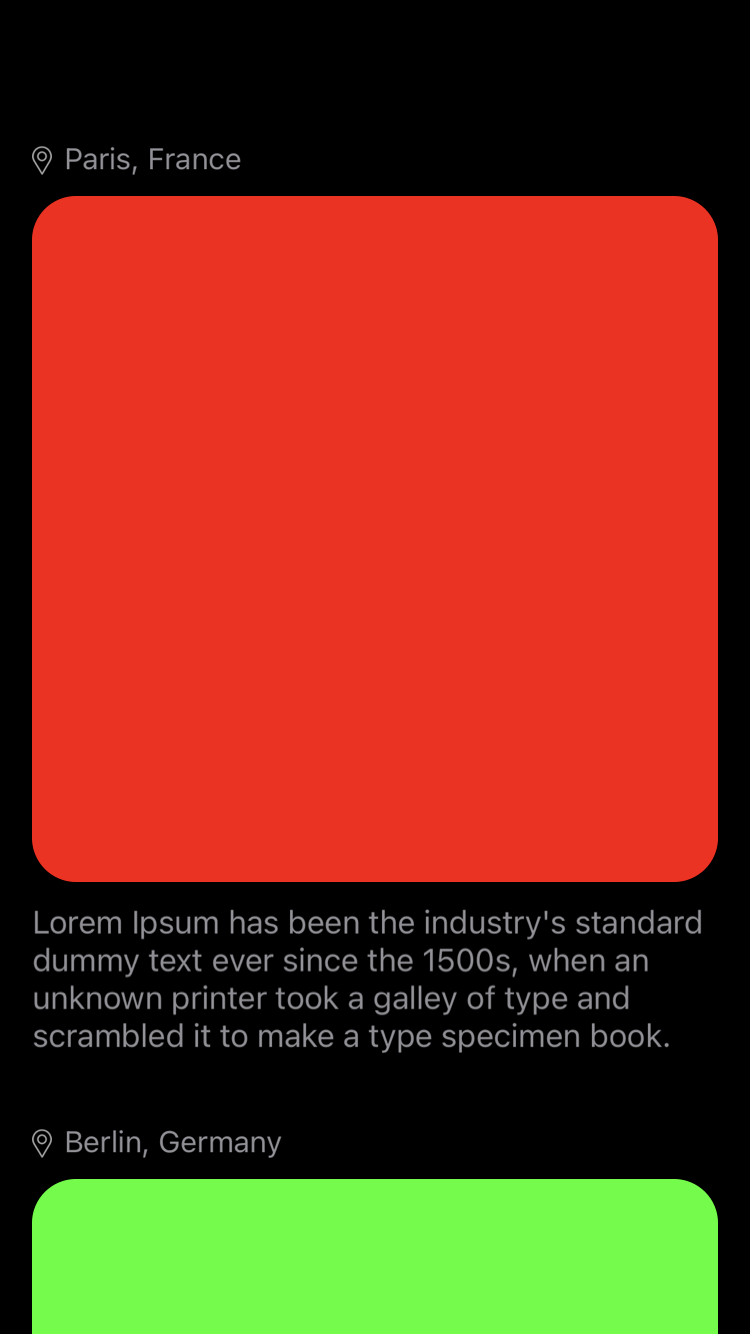 Paris, France
Lorem Ipsum has been the industry's standard
dummy text ever since the 1500s, when an
unknown printer took a galley of type and
scrambled it to make a type specimen book.
Berlin, Germany